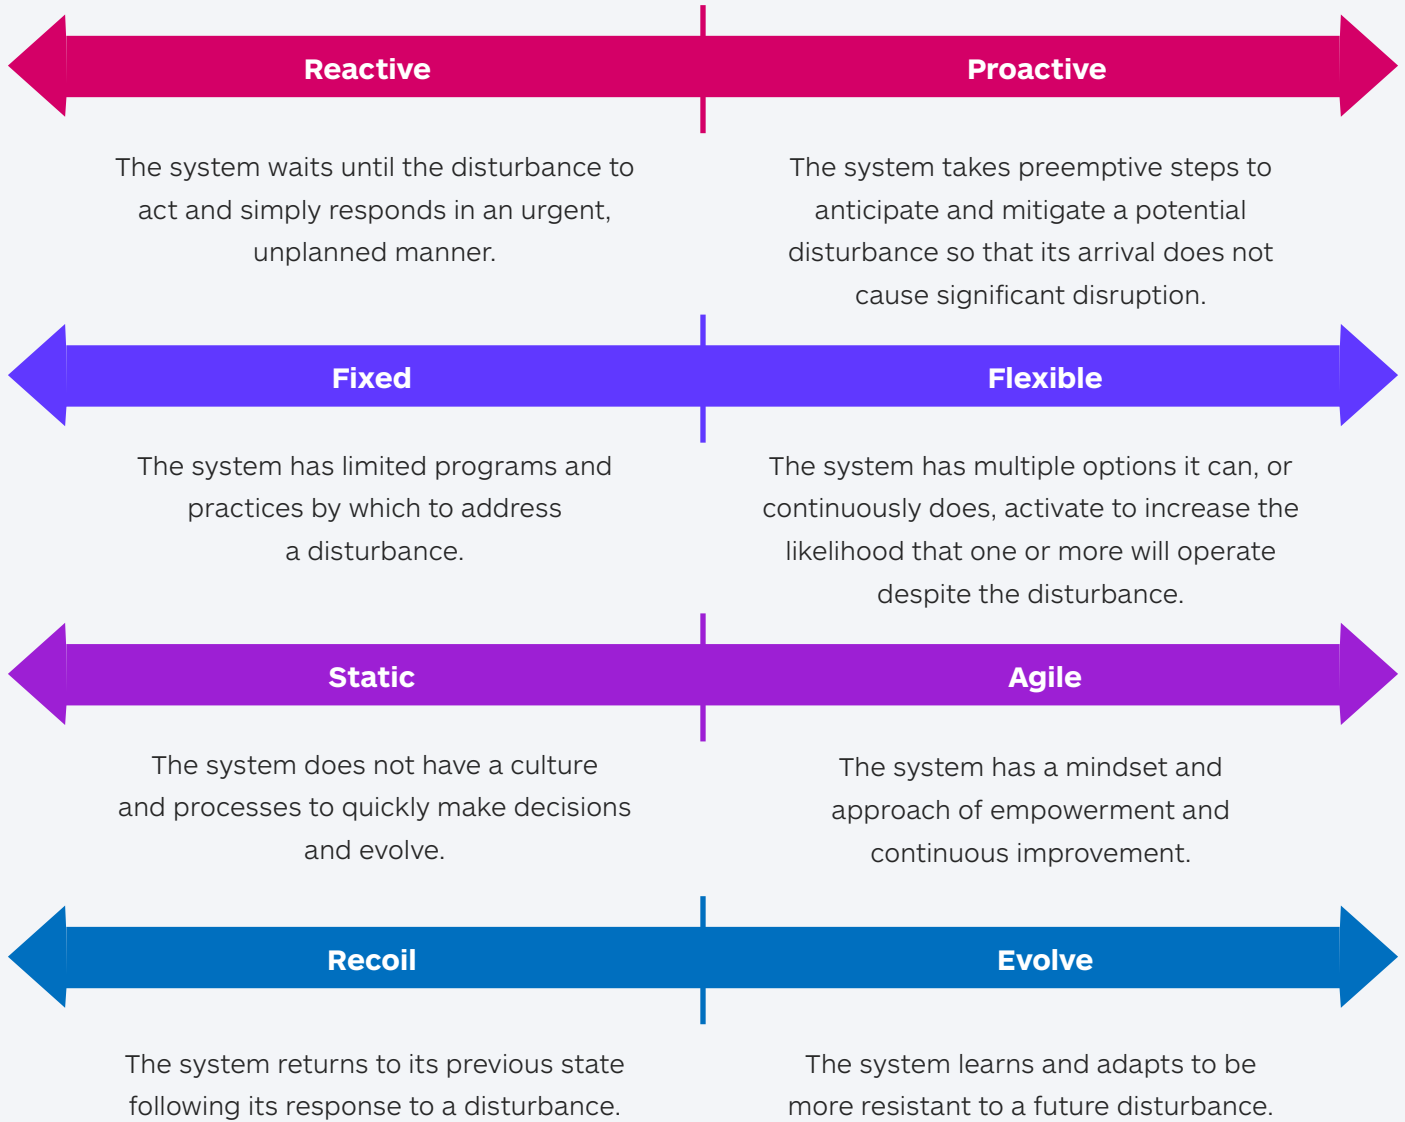 Reactive
Proactive
The system waits until the disturbance to
act and simply responds in an urgent,
unplanned manner.
The system takes preemptive steps to
anticipate and mitigate a potential
disturbance so that its arrival does not
cause significant disruption.
Fixed
Flexible
The system has limited programs and
practices by which to address
a disturbance.
The system has multiple options it can, or
continuously does, activate to increase the
likelihood that one or more will operate
despite the disturbance.
Static
Agile
The system does not have a culture
and processes to quickly make decisions
and evolve.
The system has a mindset and
approach of empowerment and
continuous improvement.
Recoil
Evolve
The system returns to its previous state
following its response to a disturbance.
The system learns and adapts to be
more resistant to a future disturbance.